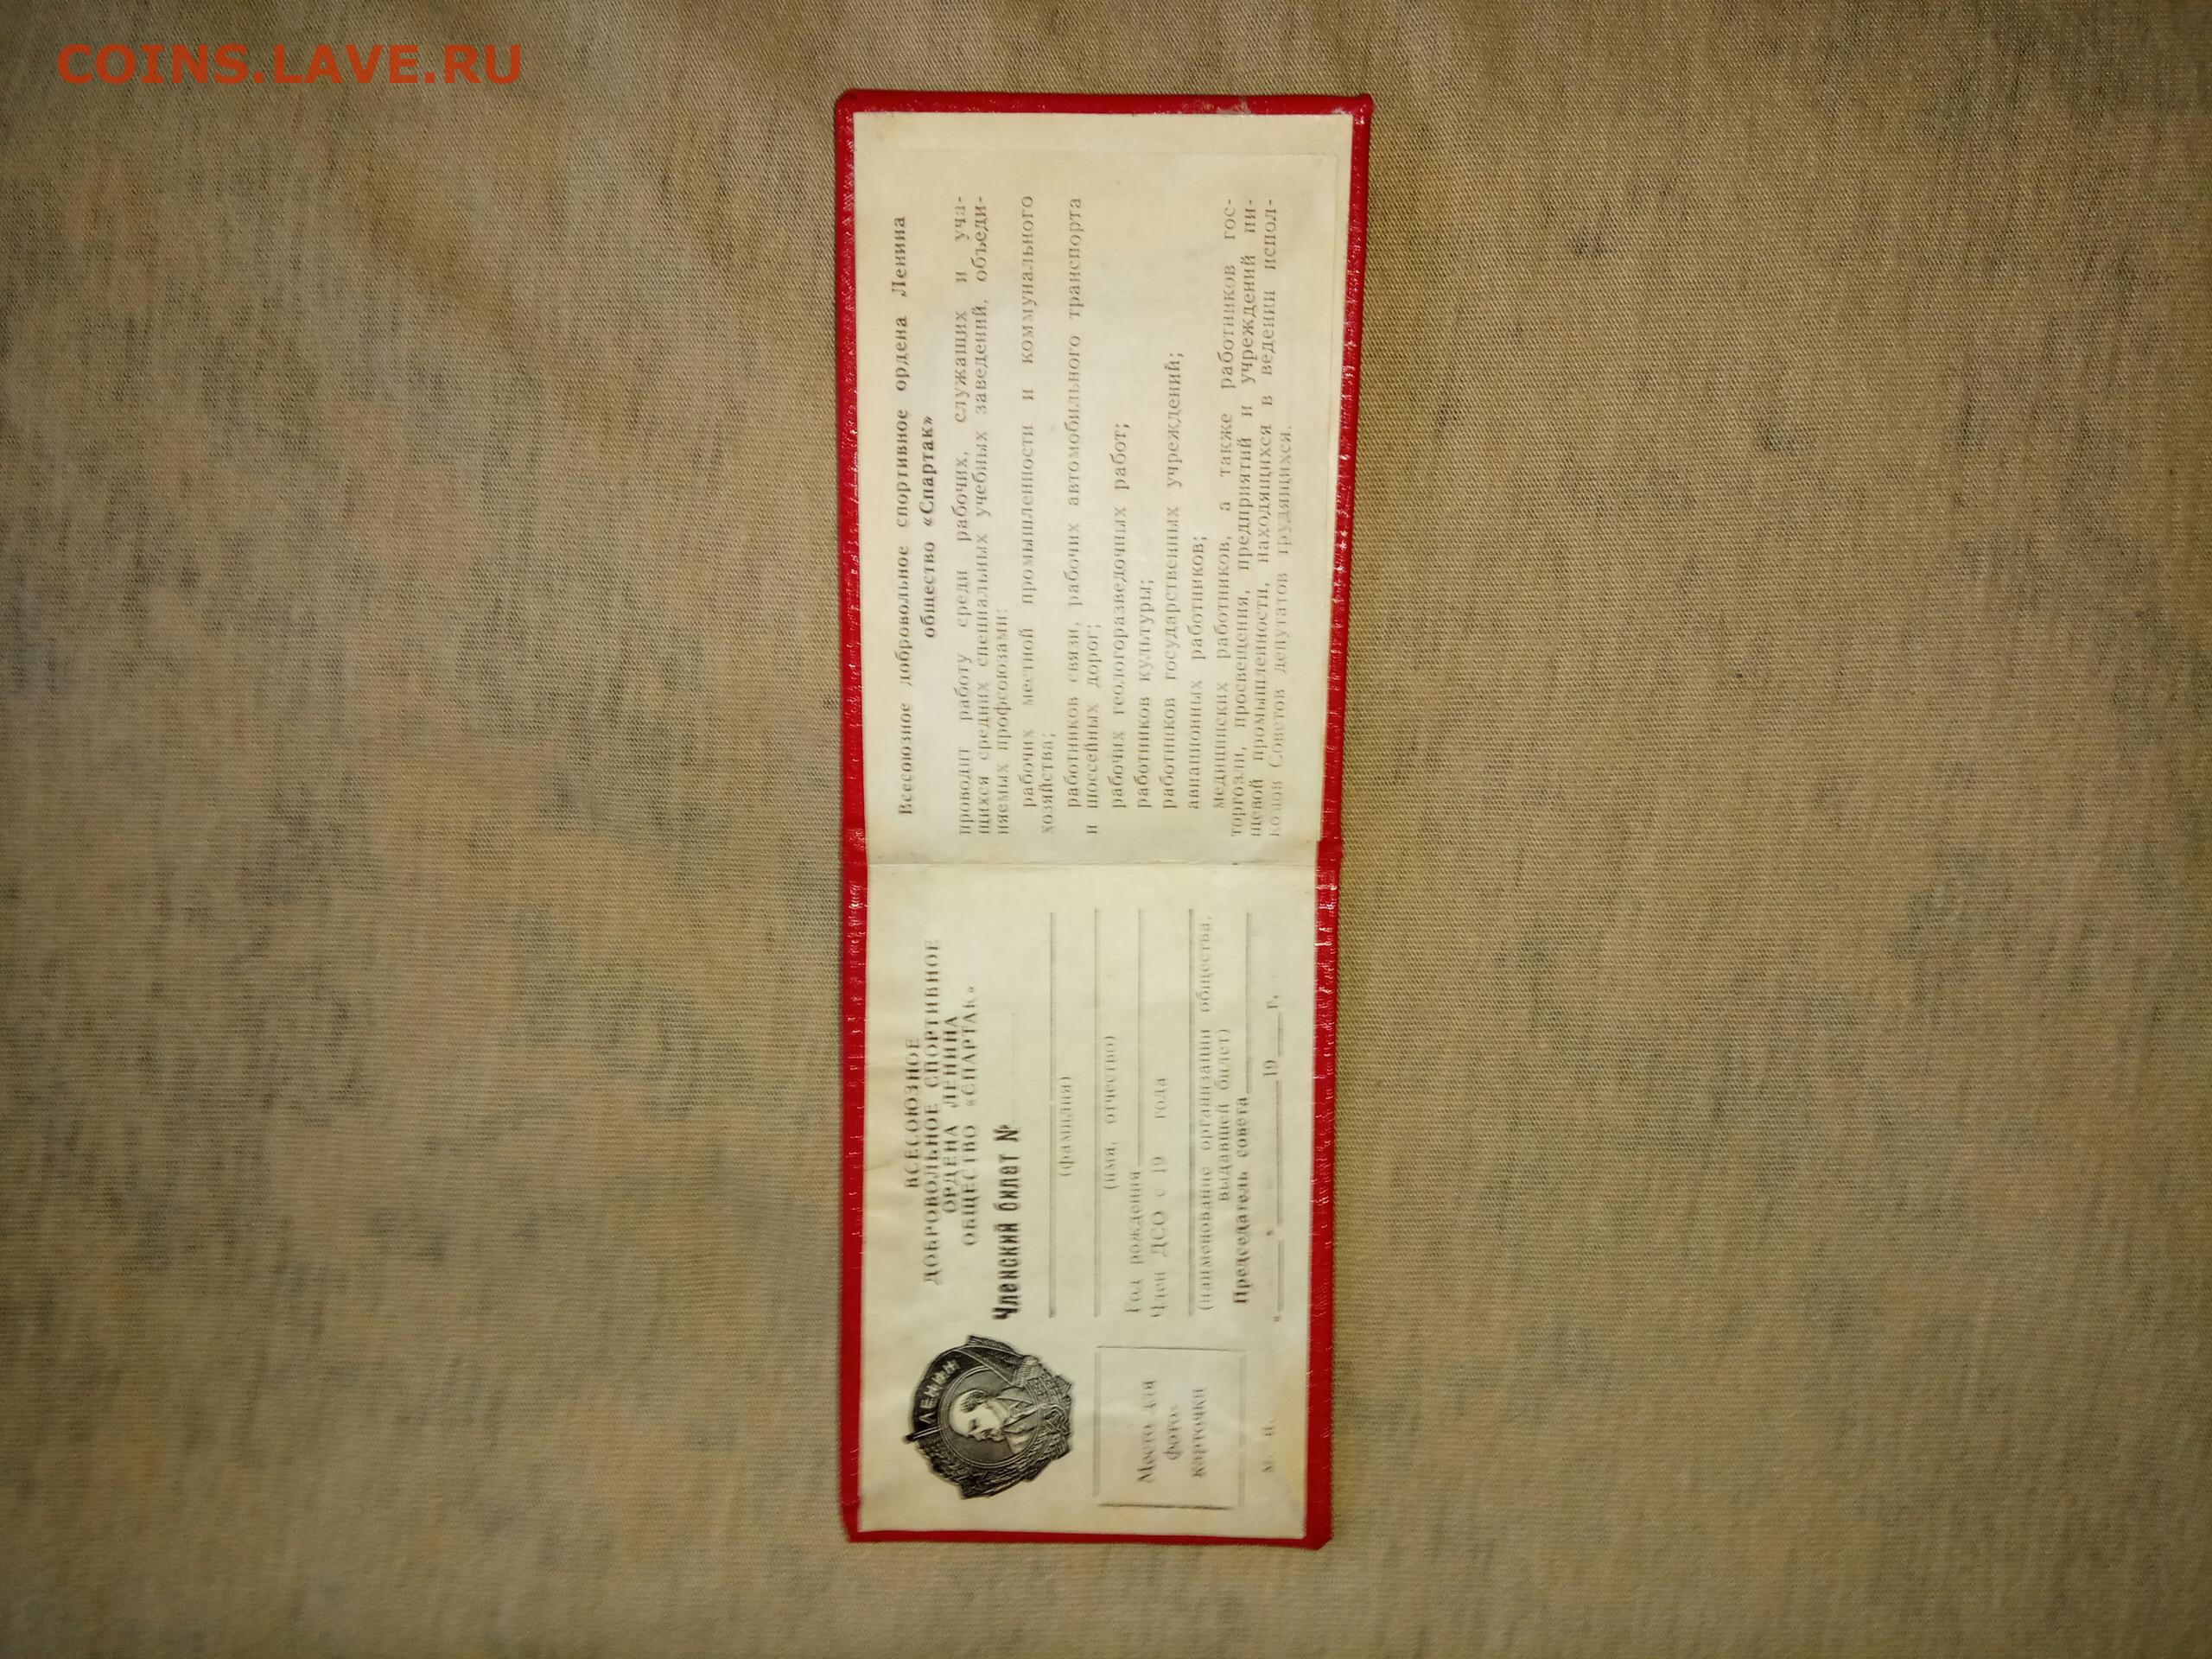 COINS.LAVE.RU
ЛЕНИН
ВСЕСОЮЗНОЕ
ДОБРОВОЛЬНОЕ СПОРТИВНОЕ
ОРДЕНА ЛЕНИНА
ОБЩЕСТВО «СПАРТАК»
Членский билет №
(фамилия)
(имя, отчество)
Год рождения
Член ДСО с 19 года
(наименование организации общества,
выдавшей билет)
Председатель совета
" " 19 г.
Место для
фото-
карточки
М. П.
Всесоюзное добровольное спортивное ордена Ленина
общество «Спартак»
проводит работу среди рабочих, служащих и уча-
щихся средних специальных учебных заведений, объеди-
няемых профсоюзами:
рабочих местной промышленности и коммунального
хозяйства;
работников связи, рабочих автомобильного транспорта
и шоссейных дорог;
рабочих геологоразведочных работ;
работников культуры;
работников государственных учреждений;
авиационных работников;
медицинских работников, а также работников гос-
торговли, просвещения, предприятий и учреждений пи-
щевой промышленности, находящихся в ведении испол-
комов Советов депутатов трудящихся.